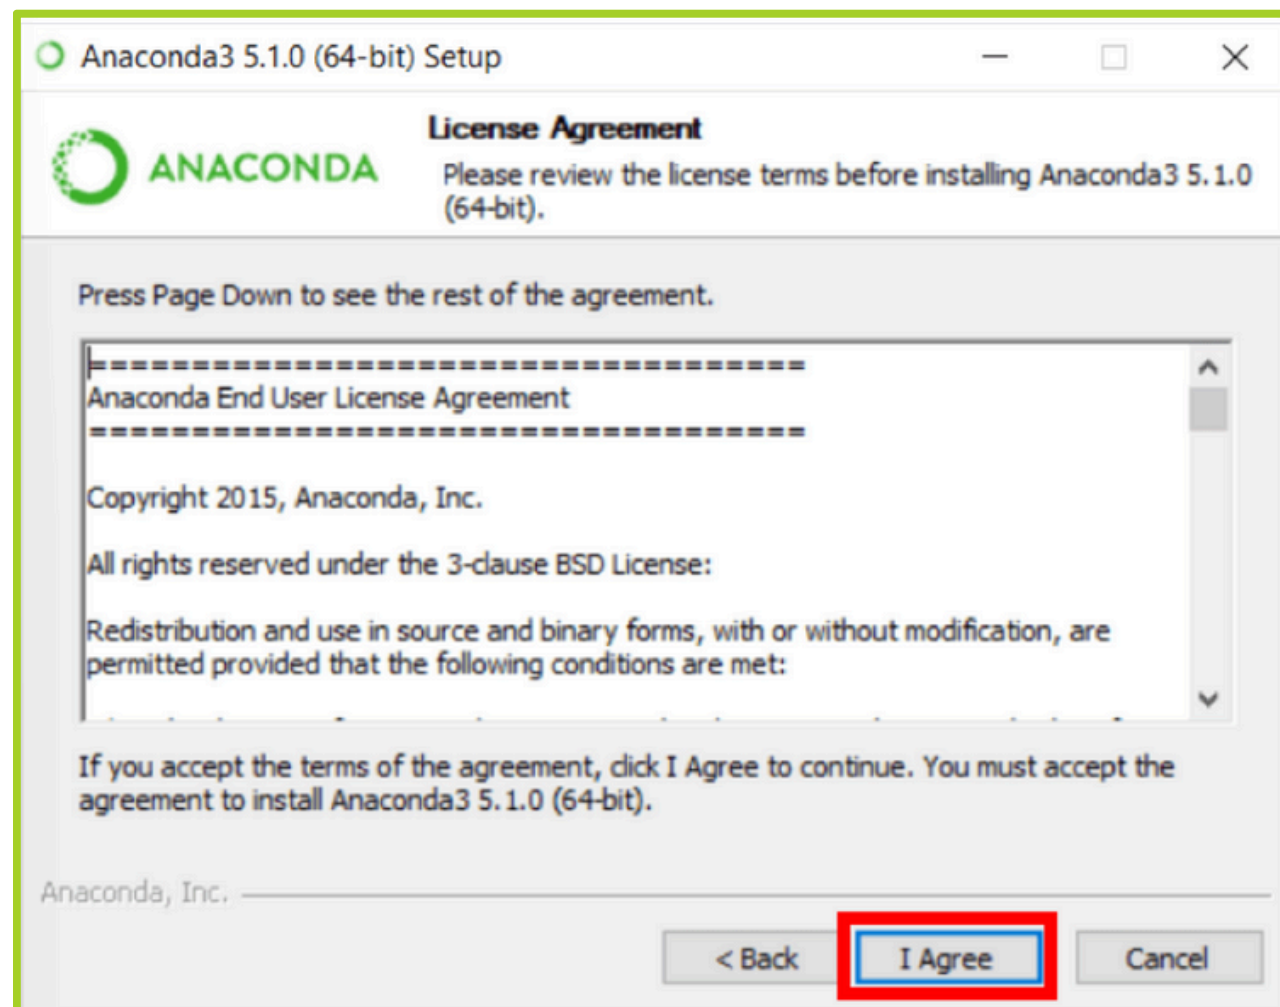 Anaconda3 5.1.0 (64-bit) Setup
ANACONDA
License Agreement
Please review the license terms before installing Anaconda3 5.1.0
(64-bit).
Press Page Down to see the rest of the agreement.
===================================
Anaconda End User License Agreement
===================================
Copyright 2015, Anaconda, Inc.
All rights reserved under the 3-clause BSD License:
Redistribution and use in source and binary forms, with or without modification, are
permitted provided that the following conditions are met:
If you accept the terms of the agreement, click I Agree to continue. You must accept the
agreement to install Anaconda3 5.1.0 (64-bit).
Anaconda, Inc.
< Back
I Agree
Cancel